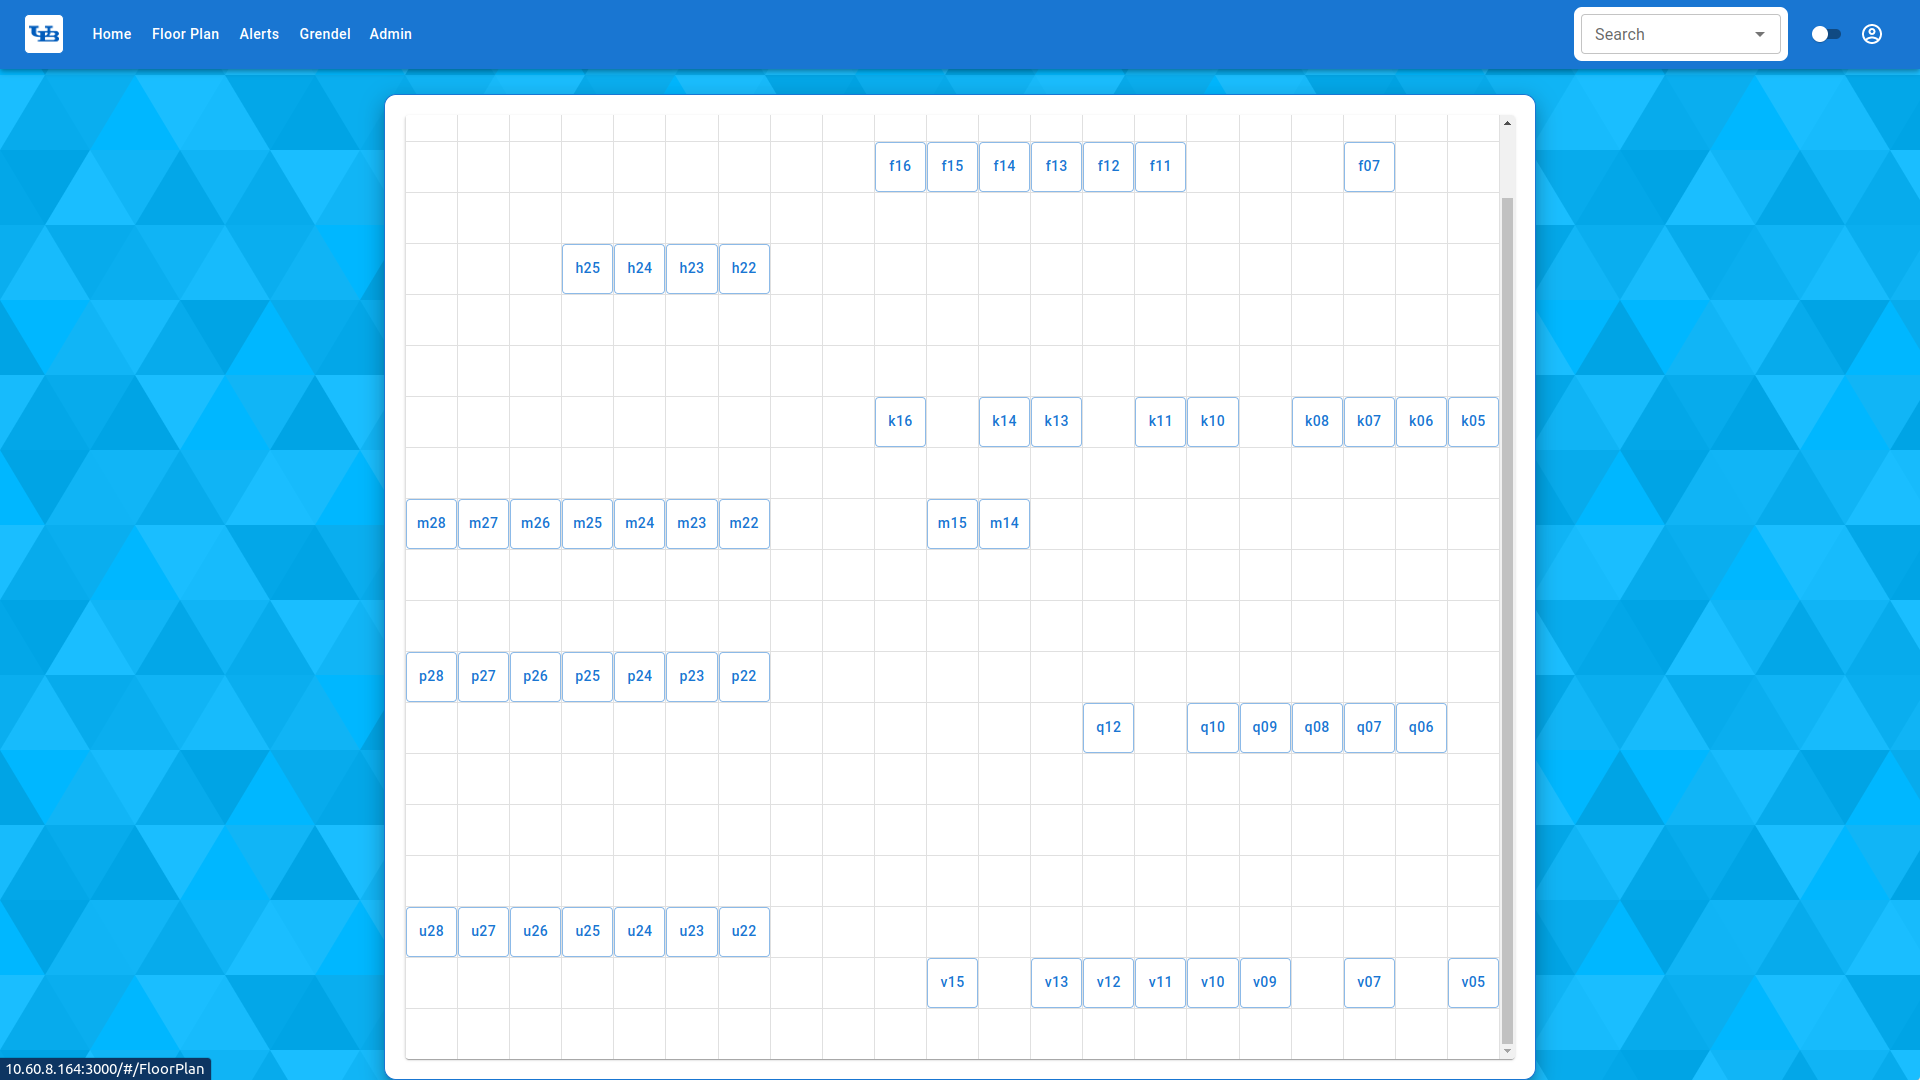 UB Home Floor Plan Alerts Grendel Admin Search
f16 f15 f14 f13 f12 f11 f07
h25 h24 h23 h22
k16 k14 k13 k11 k10 k08 k07 k06 k05
m28 m27 m26 m25 m24 m23 m22 m15 m14
p28 p27 p26 p25 p24 p23 p22
q12 q10 q09 q08 q07 q06
u28 u27 u26 u25 u24 u23 u22
v15 v13 v12 v11 v10 v09 v07 v05
10.60.8.164:3000/#/FloorPlan